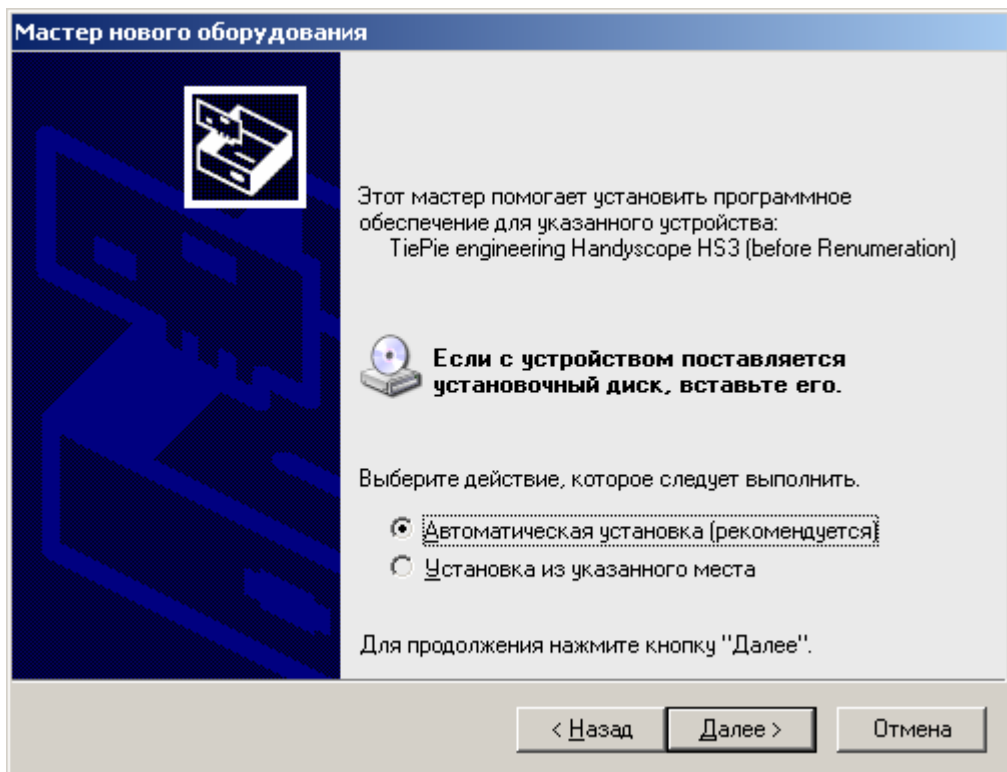 Мастер нового оборудования
Этот мастер помогает установить программное
обеспечение для указанного устройства:
TiePie engineering Handyscope HS3 (before Renumeration)
Если с устройством поставляется
установочный диск, вставьте его.
Выберите действие, которое следует выполнить.
Автоматическая установка (рекомендуется)
Установка из указанного места
Для продолжения нажмите кнопку "Далее".
< Назад Далее > Отмена